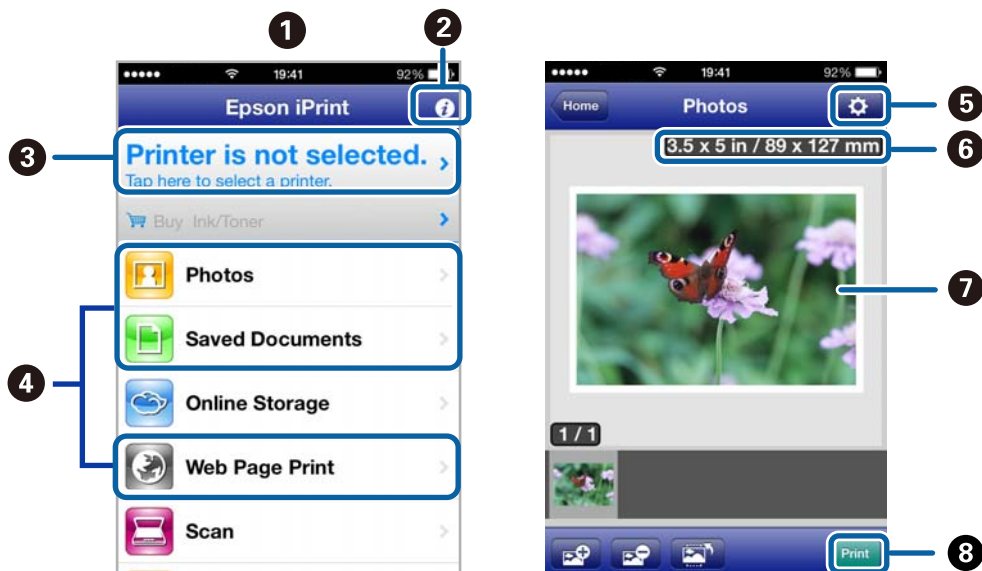 1
2
19:41
92%
Epson iPrint
i
3
Printer is not selected.
Tap here to select a printer.
Buy Ink/Toner
Photos
Saved Documents
4
Online Storage
Web Page Print
Scan
19:41
92%
Home
Photos
5
3.5 x 5 in / 89 x 127 mm
6
7
1 / 1
Print
8